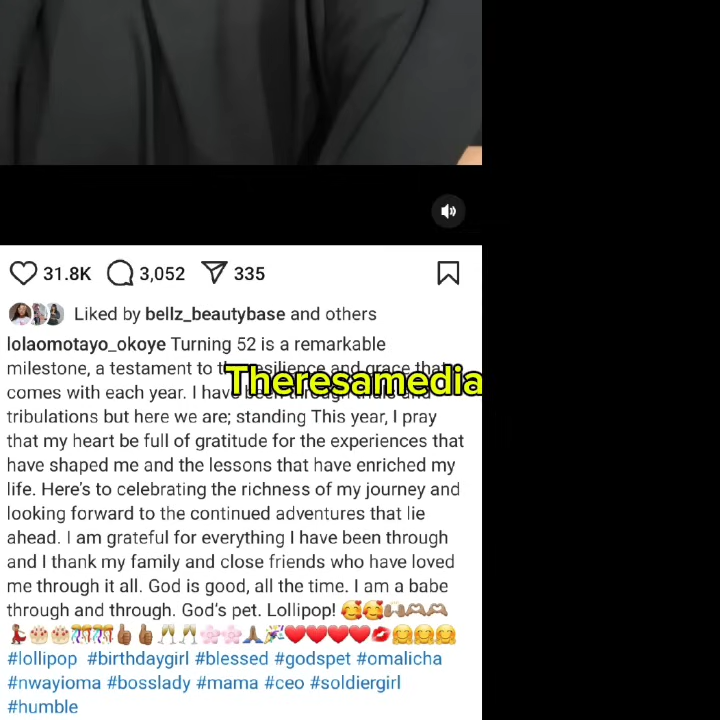 31.8K 3,052 335
Liked by bellz_beautybase and others
lolaomotayo_okoye Turning 52 is a remarkable
milestone, a testament to the resilience and grace that
Theresamedia
comes with each year. I have been through trials and
tribulations but here we are; standing This year, I pray
that my heart be full of gratitude for the experiences that
have shaped me and the lessons that have enriched my
life. Here's to celebrating the richness of my journey and
looking forward to the continued adventures that lie
ahead. I am grateful for everything I have been through
and I thank my family and close friends who have loved
me through it all. God is good, all the time. I am a babe
through and through. God's pet. Lollipop! 🥰🥰🙌🏽🫶🏽🫶🏽
💃🏽🎂🎂🎊🎊👍🏾👍🏾🥂🥂🌸🌸🙏🏾🎉❤️❤️❤️❤️💋🤗🤗🤗
#lollipop #birthdaygirl #blessed #godspet #omalicha
#nwayioma #bosslady #mama #ceo #soldiergirl
#humble